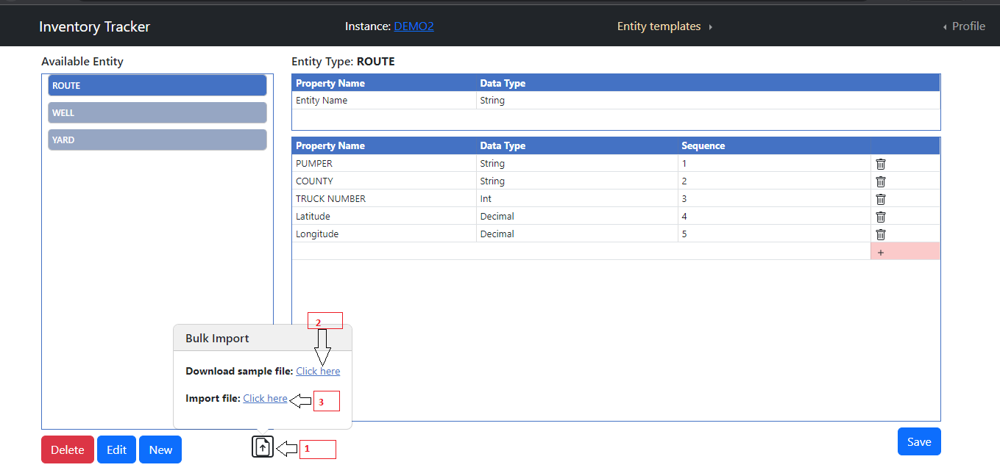 Inventory Tracker Instance: DEMO2 Entity templates Profile
Available Entity
ROUTE
WELL
YARD
Entity Type: ROUTE
Property Name Data Type
Entity Name String
Property Name Data Type Sequence
PUMPER String 1
COUNTY String 2
TRUCK NUMBER Int 3
Latitude Decimal 4
Longitude Decimal 5
+
2
Bulk Import
Download sample file: Click here
Import file: Click here 3
Delete Edit New 1 Save